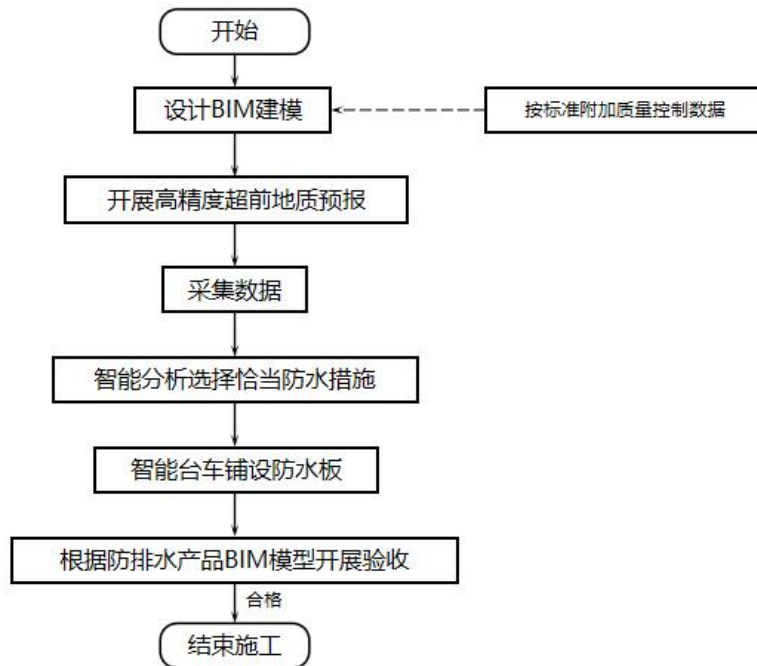 开始
设计BIM建模
按标准附加质量控制数据
开展高精度超前地质预报
采集数据
智能分析选择恰当防水措施
智能台车铺设防水板
根据防排水产品BIM模型开展验收
合格
结束施工